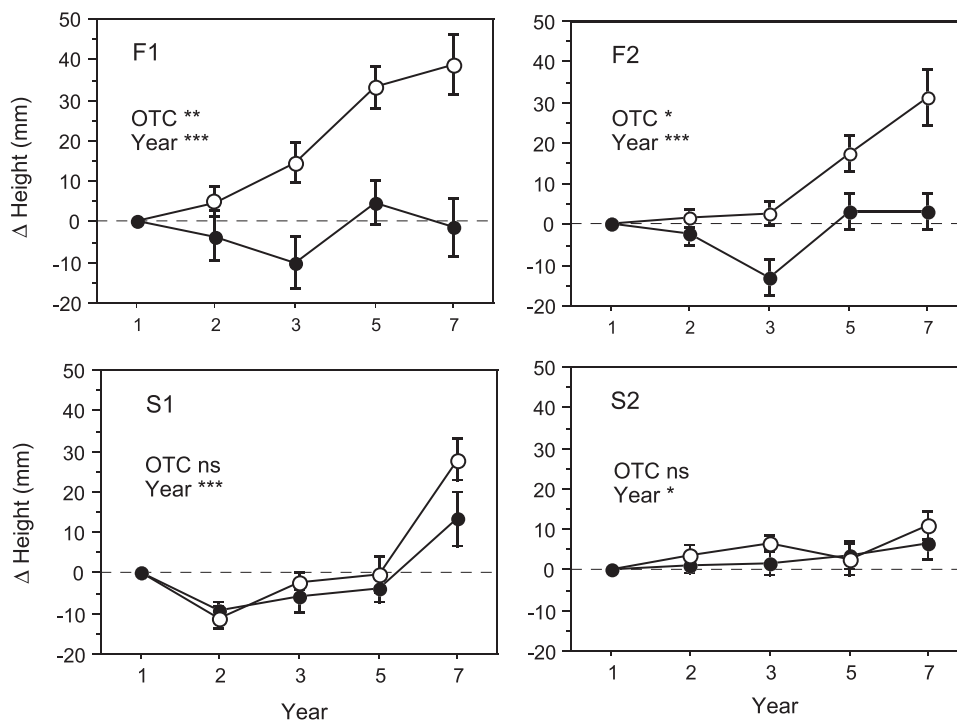 50
40
30
20
10
0
-10
-20
Δ Height (mm)
F1
OTC **
Year ***
1 2 3 5 7
50
40
30
20
10
0
-10
-20
F2
OTC *
Year ***
1 2 3 5 7
50
40
30
20
10
0
-10
-20
Δ Height (mm)
S1
OTC ns
Year ***
1 2 3 5 7
Year
50
40
30
20
10
0
-10
-20
S2
OTC ns
Year *
1 2 3 5 7
Year